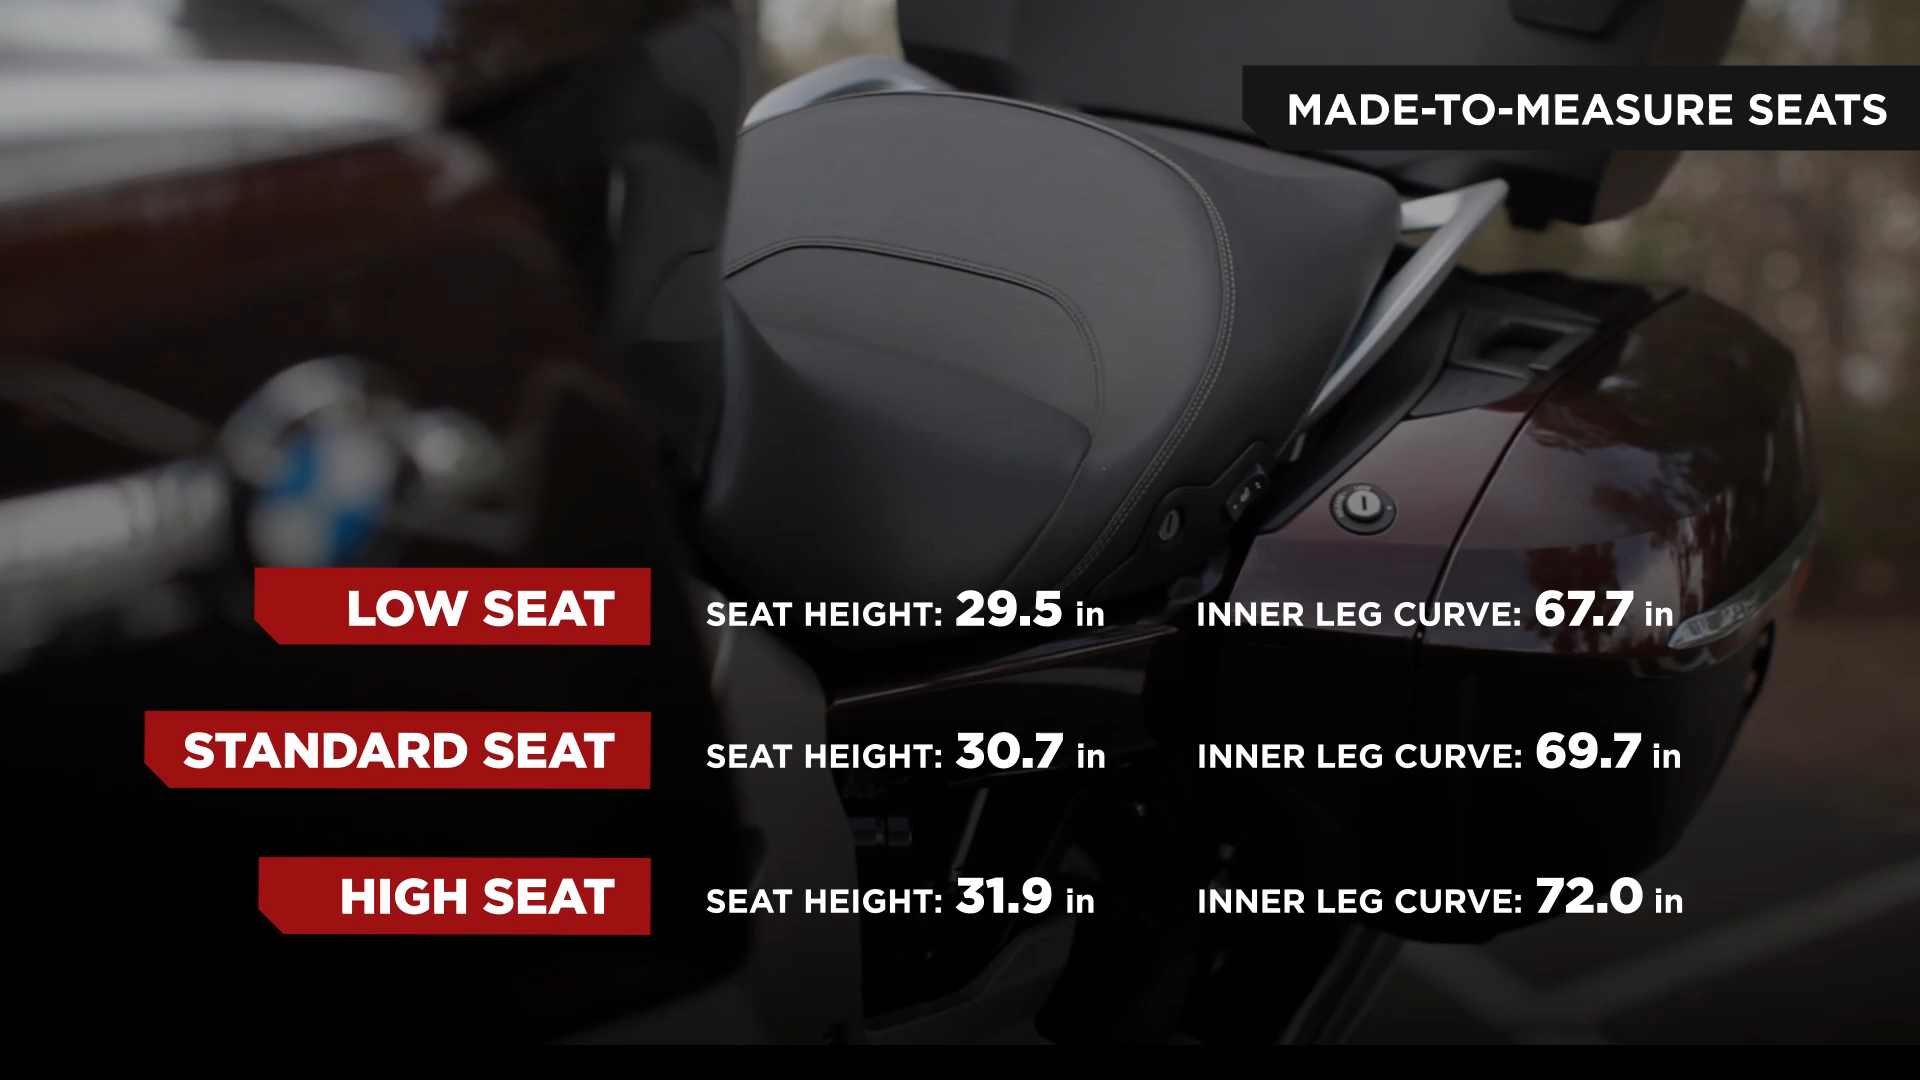 MADE-TO-MEASURE SEATS
LOW SEAT SEAT HEIGHT: 29.5 in INNER LEG CURVE: 67.7 in
STANDARD SEAT SEAT HEIGHT: 30.7 in INNER LEG CURVE: 69.7 in
HIGH SEAT SEAT HEIGHT: 31.9 in INNER LEG CURVE: 72.0 in